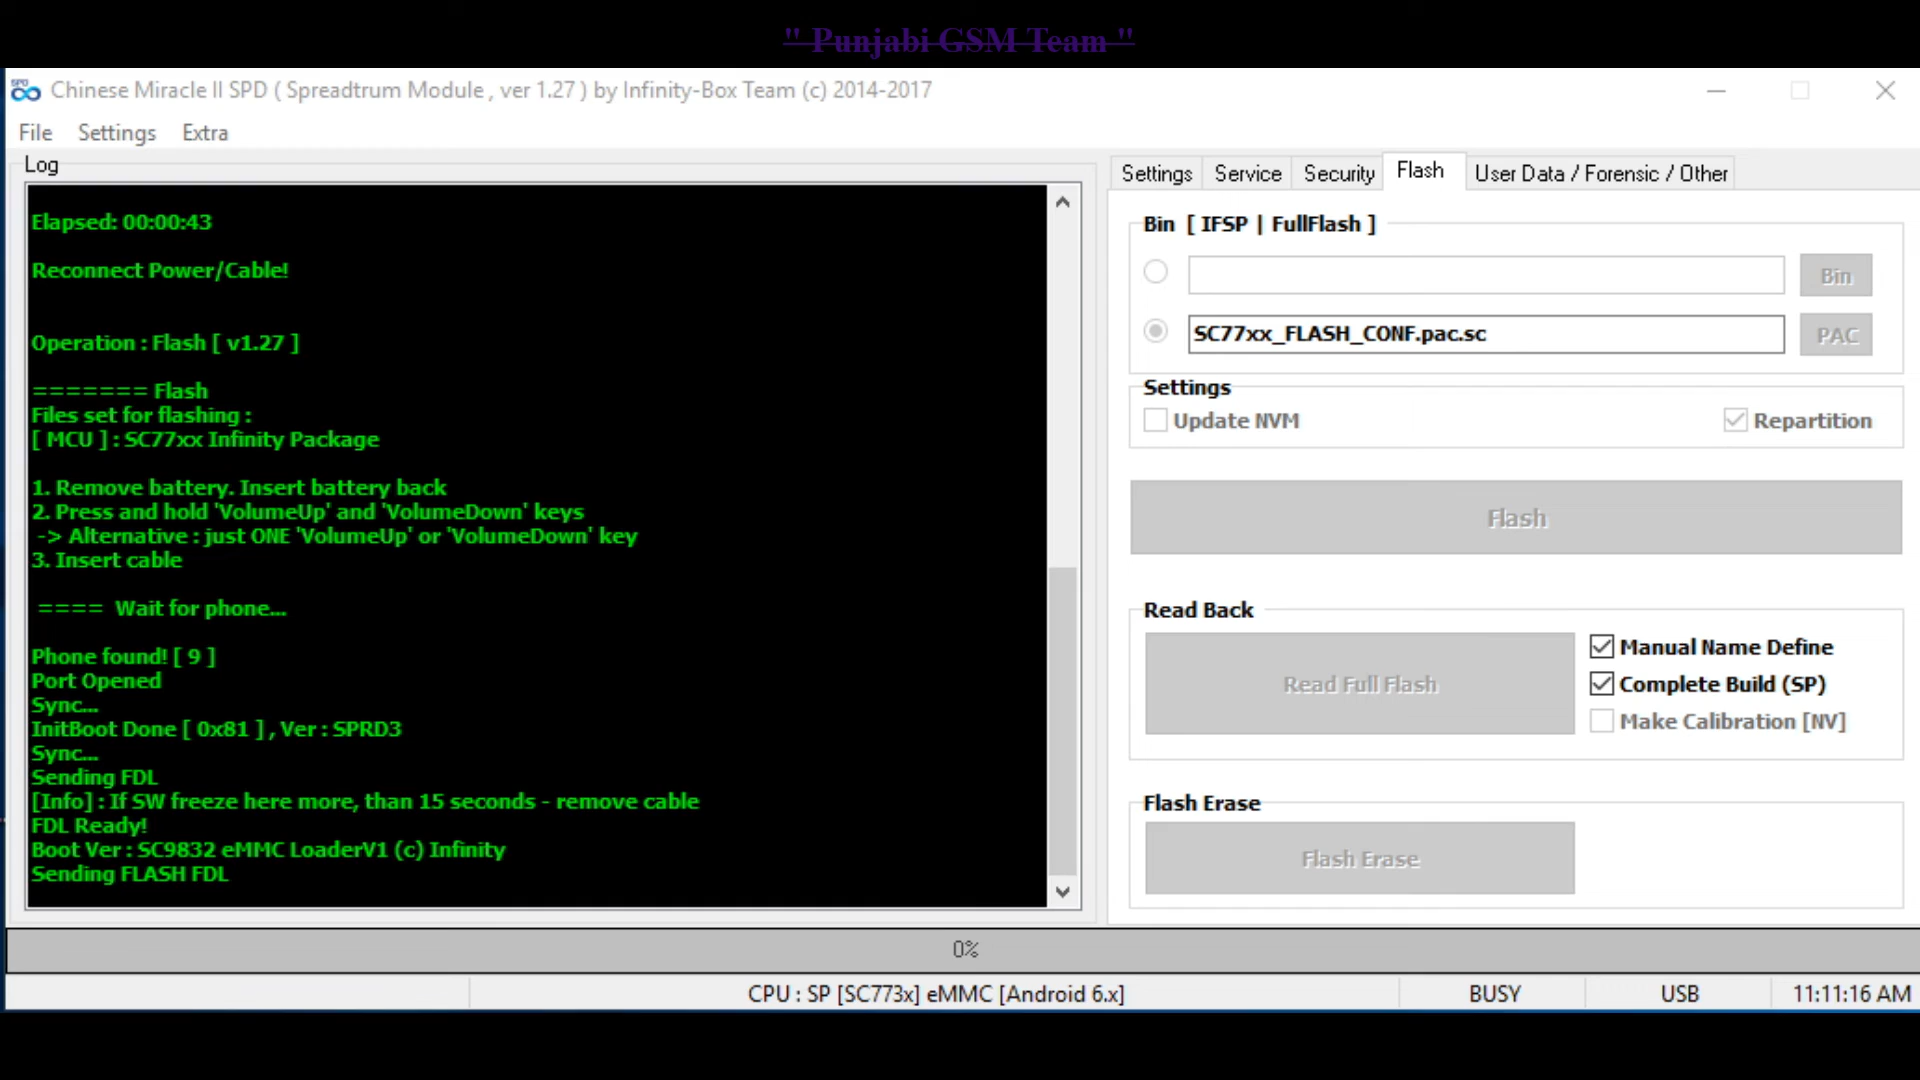 " Punjabi GSM Team "
SPD Chinese Miracle II SPD ( Spreadtrum Module , ver 1.27 ) by Infinity-Box Team (c) 2014-2017
File Settings Extra
Log
Elapsed: 00:00:43
Reconnect Power/Cable!
Operation : Flash [ v1.27 ]
======= Flash
Files set for flashing :
[ MCU ] : SC77xx Infinity Package
1. Remove battery. Insert battery back
2. Press and hold 'VolumeUp' and 'VolumeDown' keys
-> Alternative : just ONE 'VolumeUp' or 'VolumeDown' key
3. Insert cable
==== Wait for phone...
Phone found! [ 9 ]
Port Opened
Sync...
InitBoot Done [ 0x81 ] , Ver : SPRD3
Sync...
Sending FDL
[Info] : If SW freeze here more, than 15 seconds - remove cable
FDL Ready!
Boot Ver : SC9832 eMMC LoaderV1 (c) Infinity
Sending FLASH FDL
Settings Service Security Flash User Data / Forensic / Other
Bin [ IFSP | FullFlash ]
Bin
SC77xx_FLASH_CONF.pac.sc PAC
Settings
Update NVM Repartition
Flash
Read Back
Read Full Flash
Manual Name Define
Complete Build (SP)
Make Calibration [NV]
Flash Erase
Flash Erase
0%
CPU : SP [SC773x] eMMC [Android 6.x] BUSY USB 11:11:16 AM